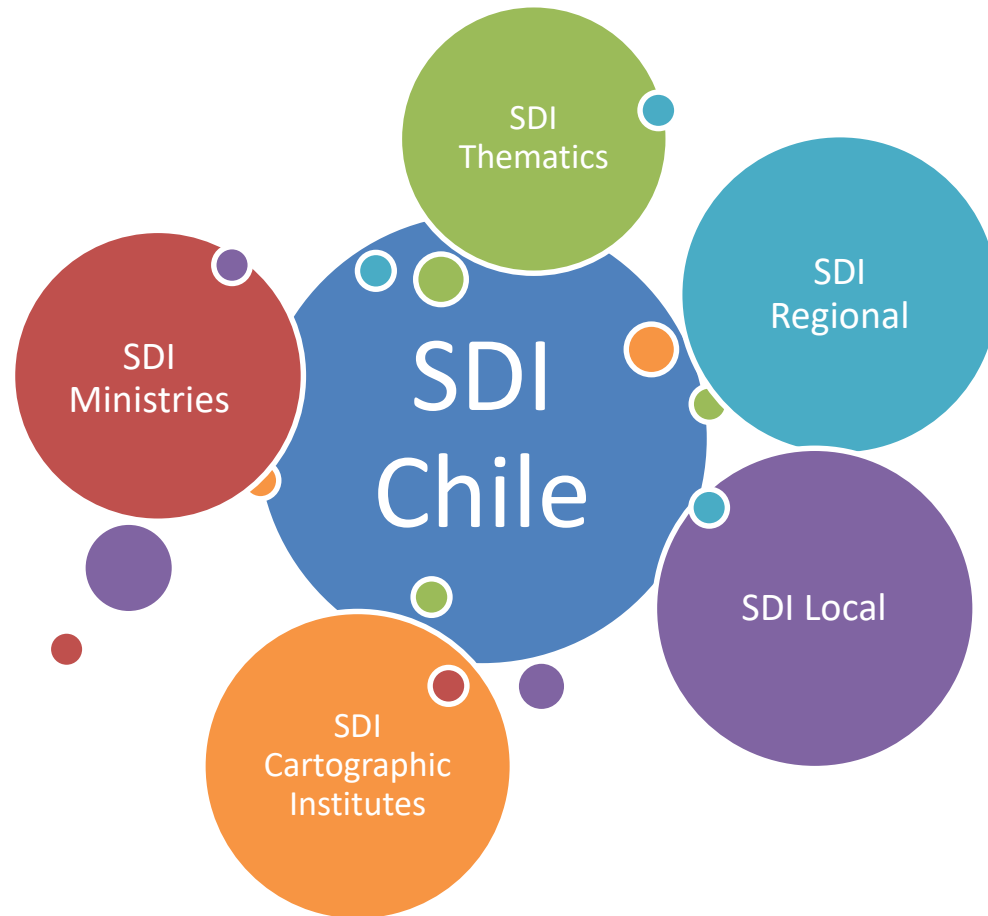 SDI
Thematics
SDI
Regional
SDI
Ministries
SDI
Chile
SDI Local
SDI
Cartographic
Institutes